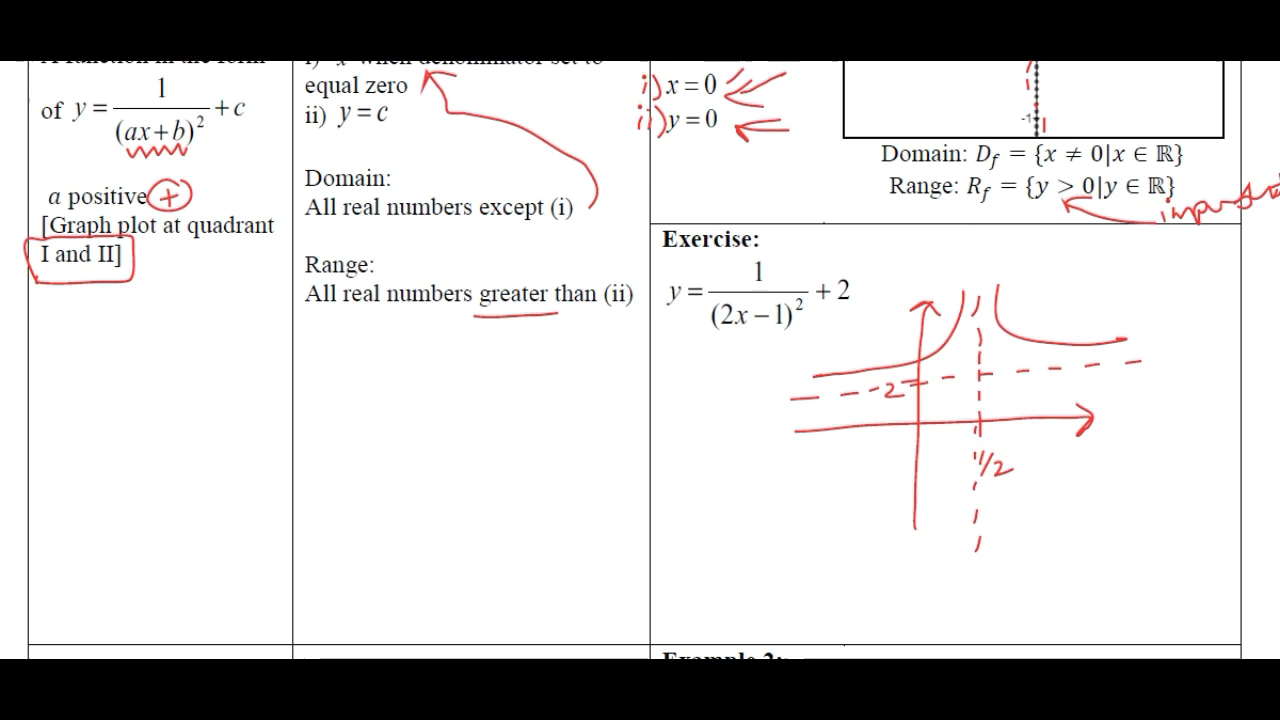 of y = 1/(ax+b)² + c
a positive +
[Graph plot at quadrant
I and II]
equal zero
ii) y = c
Domain:
All real numbers except (i)
Range:
All real numbers greater than (ii)
i) x = 0
ii) y = 0
-1
Domain: D_f = {x ≠ 0|x ∈ ℝ}
Range: R_f = {y > 0|y ∈ ℝ}
Exercise:
y = 1/(2x − 1)² + 2
2
1/2